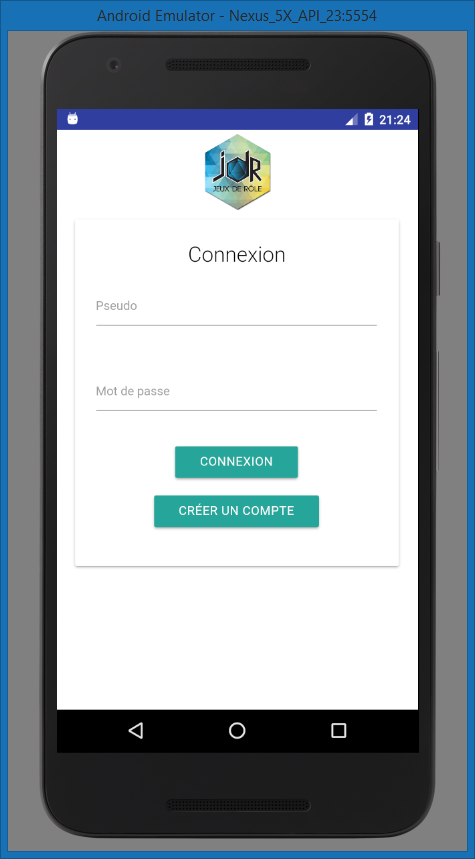 Android Emulator - Nexus_5X_API_23:5554
21:24
jdR
JEUX DE RÔLE
Connexion
Pseudo
Mot de passe
CONNEXION
CRÉER UN COMPTE